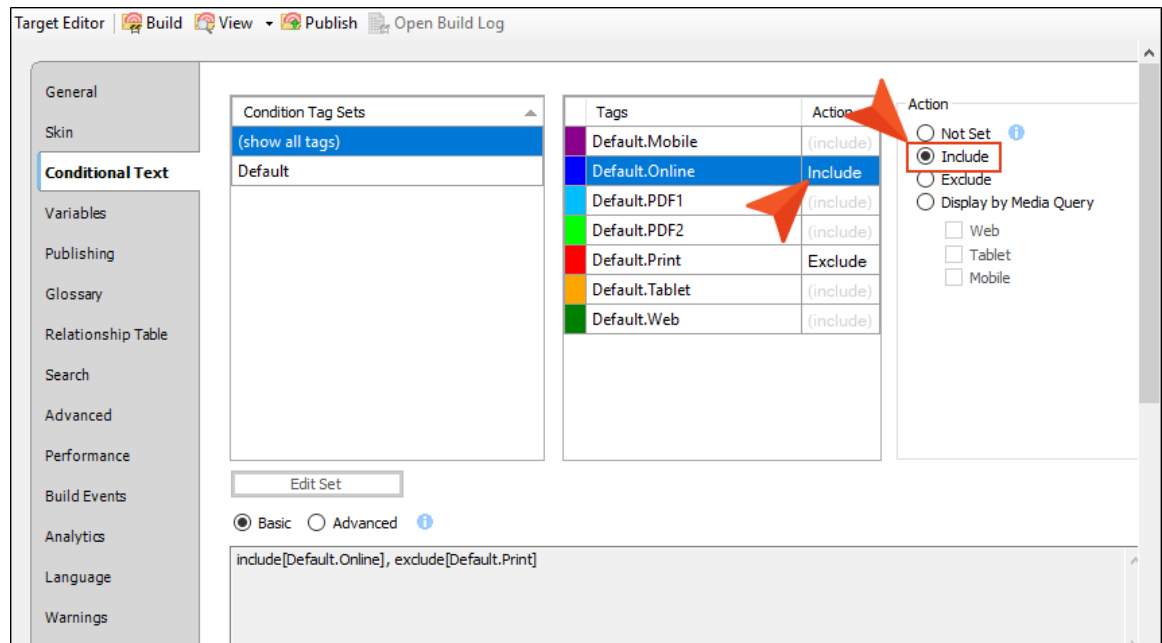 Target Editor Build View Publish Open Build Log
General
Skin
Conditional Text
Variables
Publishing
Glossary
Relationship Table
Search
Advanced
Performance
Build Events
Analytics
Language
Warnings
Condition Tag Sets
(show all tags)
Default
Tags Action
Default.Mobile (include)
Default.Online Include
Default.PDF1 (include)
Default.PDF2 (include)
Default.Print Exclude
Default.Tablet (include)
Default.Web (include)
Action
Not Set
Include
Exclude
Display by Media Query
Web
Tablet
Mobile
Edit Set
Basic Advanced
include[Default.Online], exclude[Default.Print]